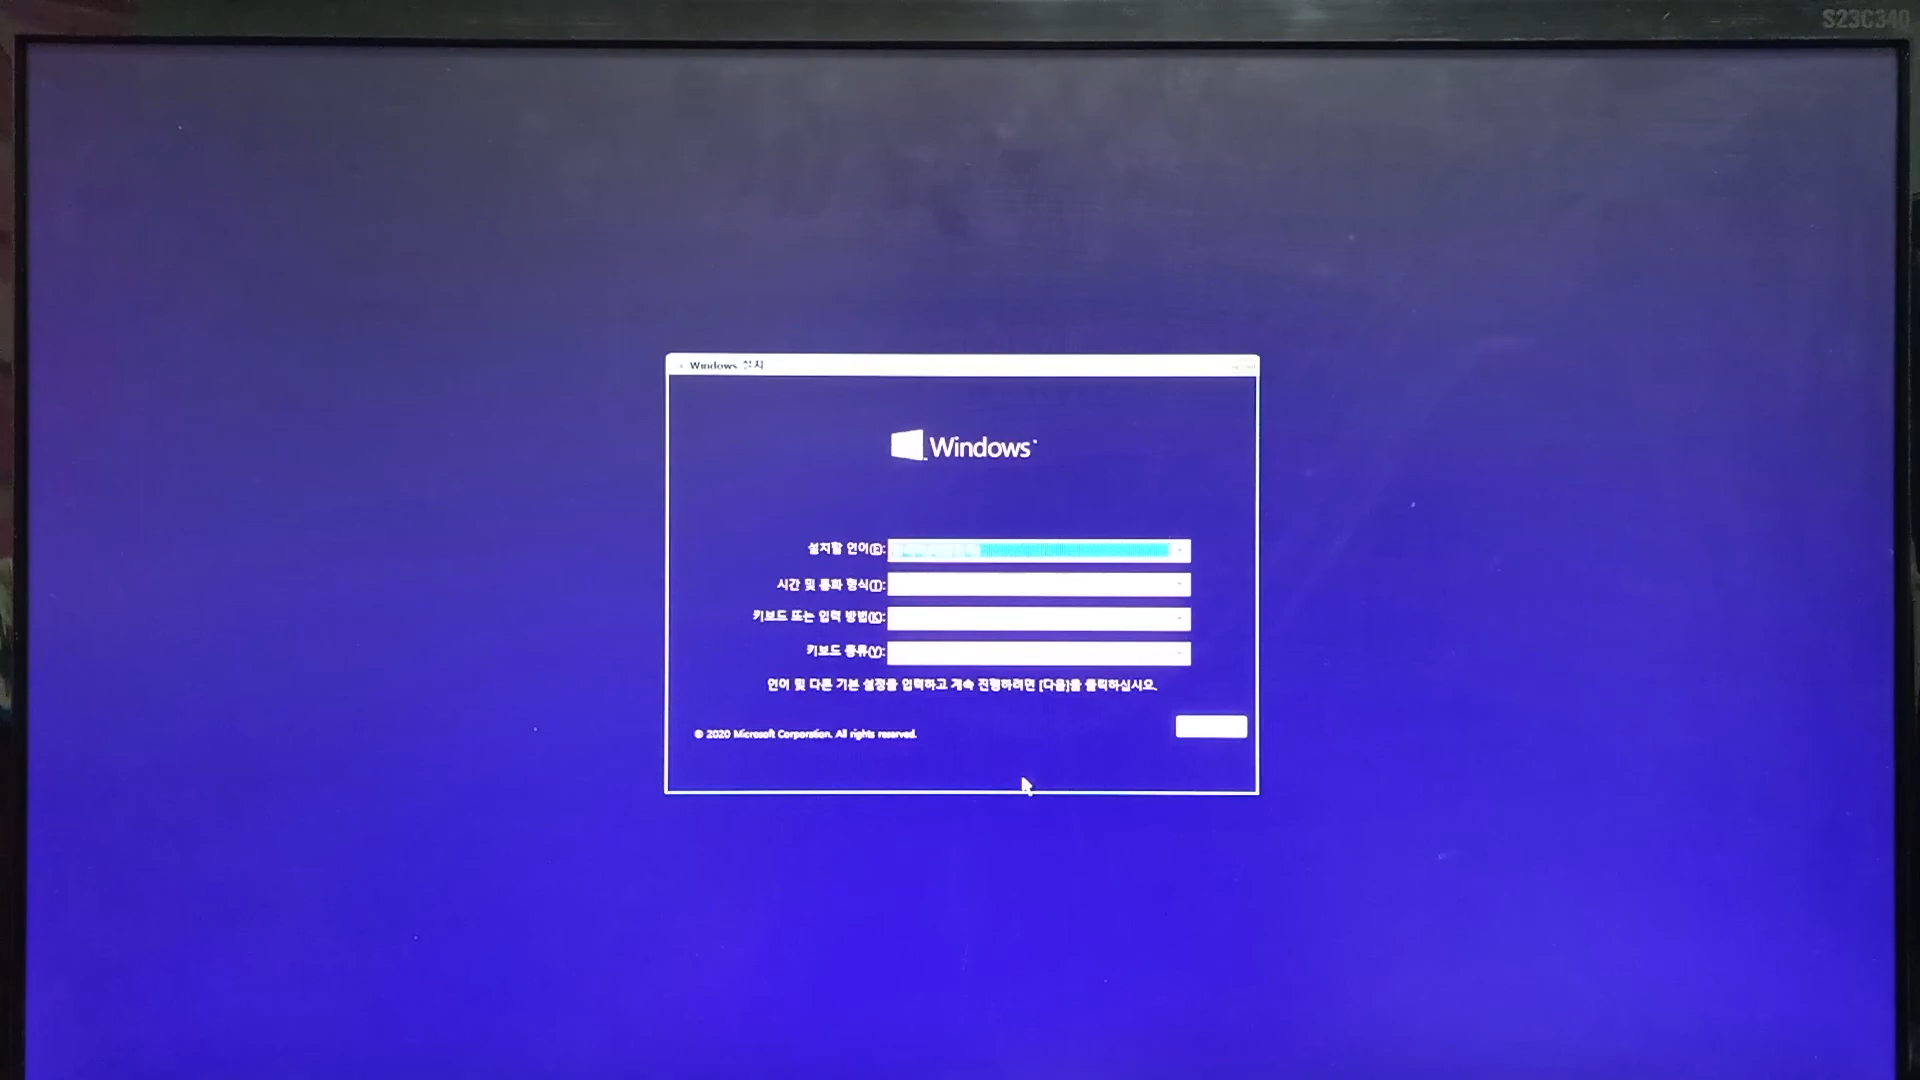 S23C340
Windows 설치
Windows
설치할 언어(E):
시간 및 통화 형식(T):
키보드 또는 입력 방법(K):
키보드 종류(Y):
언어 및 다른 기본 설정을 입력하고 계속 진행하려면 [다음]을 클릭하십시오.
© 2020 Microsoft Corporation. All rights reserved.